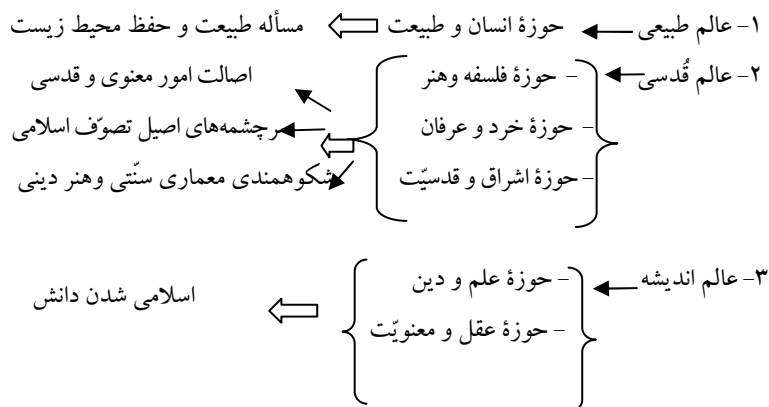 ۱- عالم طبیعی حوزهٔ انسان و طبیعت مسأله طبیعت و حفظ محیط زیست
۲- عالم قُدسی - حوزهٔ فلسفه وهنر اصالت امور معنوی و قدسی
- حوزهٔ خرد و عرفان رچشمه‌های اصیل تصوّف اسلامی
- حوزهٔ اشراق و قدسیّت شکوهمندی معماری سنّتی وهنر دینی
۳- عالم اندیشه - حوزهٔ علم و دین اسلامی شدن دانش
- حوزهٔ عقل و معنویّت